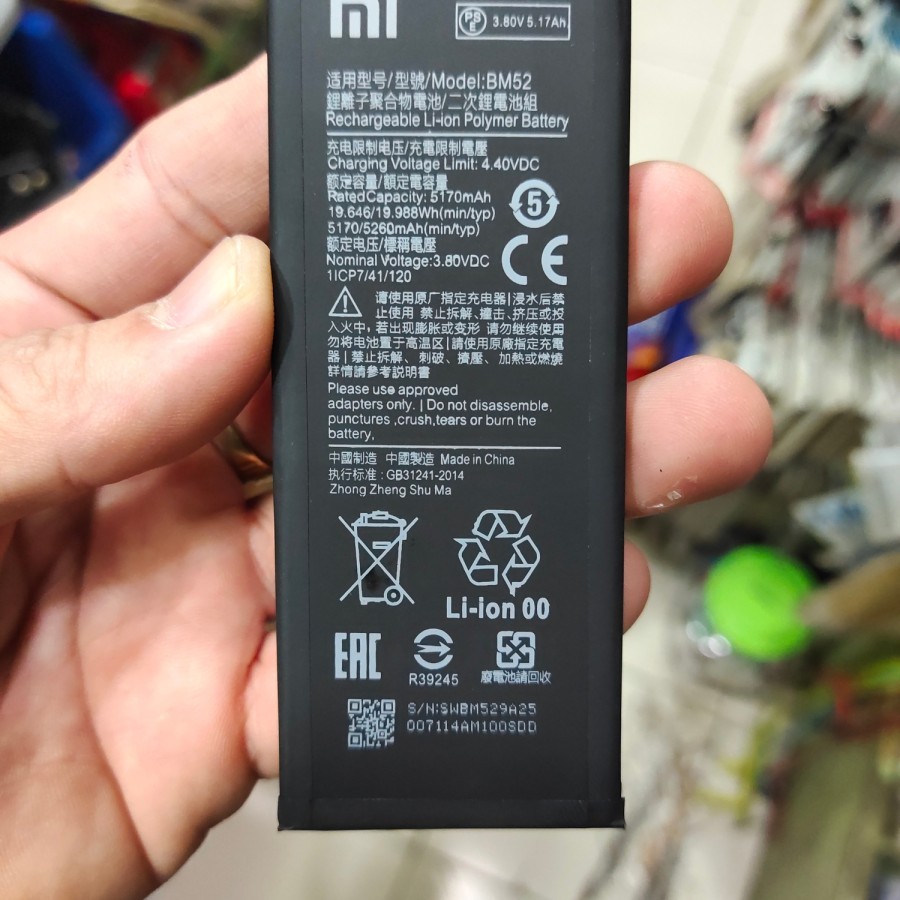 mi
PSE 3.80V 5.17Ah
适用型号/型號/Model:BM52
鋰離子聚合物電池/二次鋰電池組
Rechargeable Li-ion Polymer Battery
充电限制电压/充電限制電壓
Charging Voltage Limit: 4.40VDC
额定容量/額定電容量
RatedCapacity: 5170mAh
19.646/19.988Wh(min/typ)
5170/5260mAh(min/typ)
额定电压/標稱電壓
Nominal Voltage:3.80VDC
1ICP7/41/120
5
CE
请使用原厂指定充电器|浸水后禁
止使用 禁止拆解、撞击、挤压或投
入火中，若出现膨胀或变形 请勿继续使用
勿将电池置于高温区|請使用原廠指定充電
器|禁止拆解、刺破、擠壓、加熱或燃燒
詳情請參考説明書
Please use approved
adapters only. | Do not disassemble,
punctures ,crush,tears or burn the
battery,
中国制造 中國製造 Made in China
执行标准：GB31241-2014
Zhong Zheng Shu Ma
Li-ion 00
EAC
R39245
廢電池請回收
S/N:SWBM529A25
007114AM100SDD